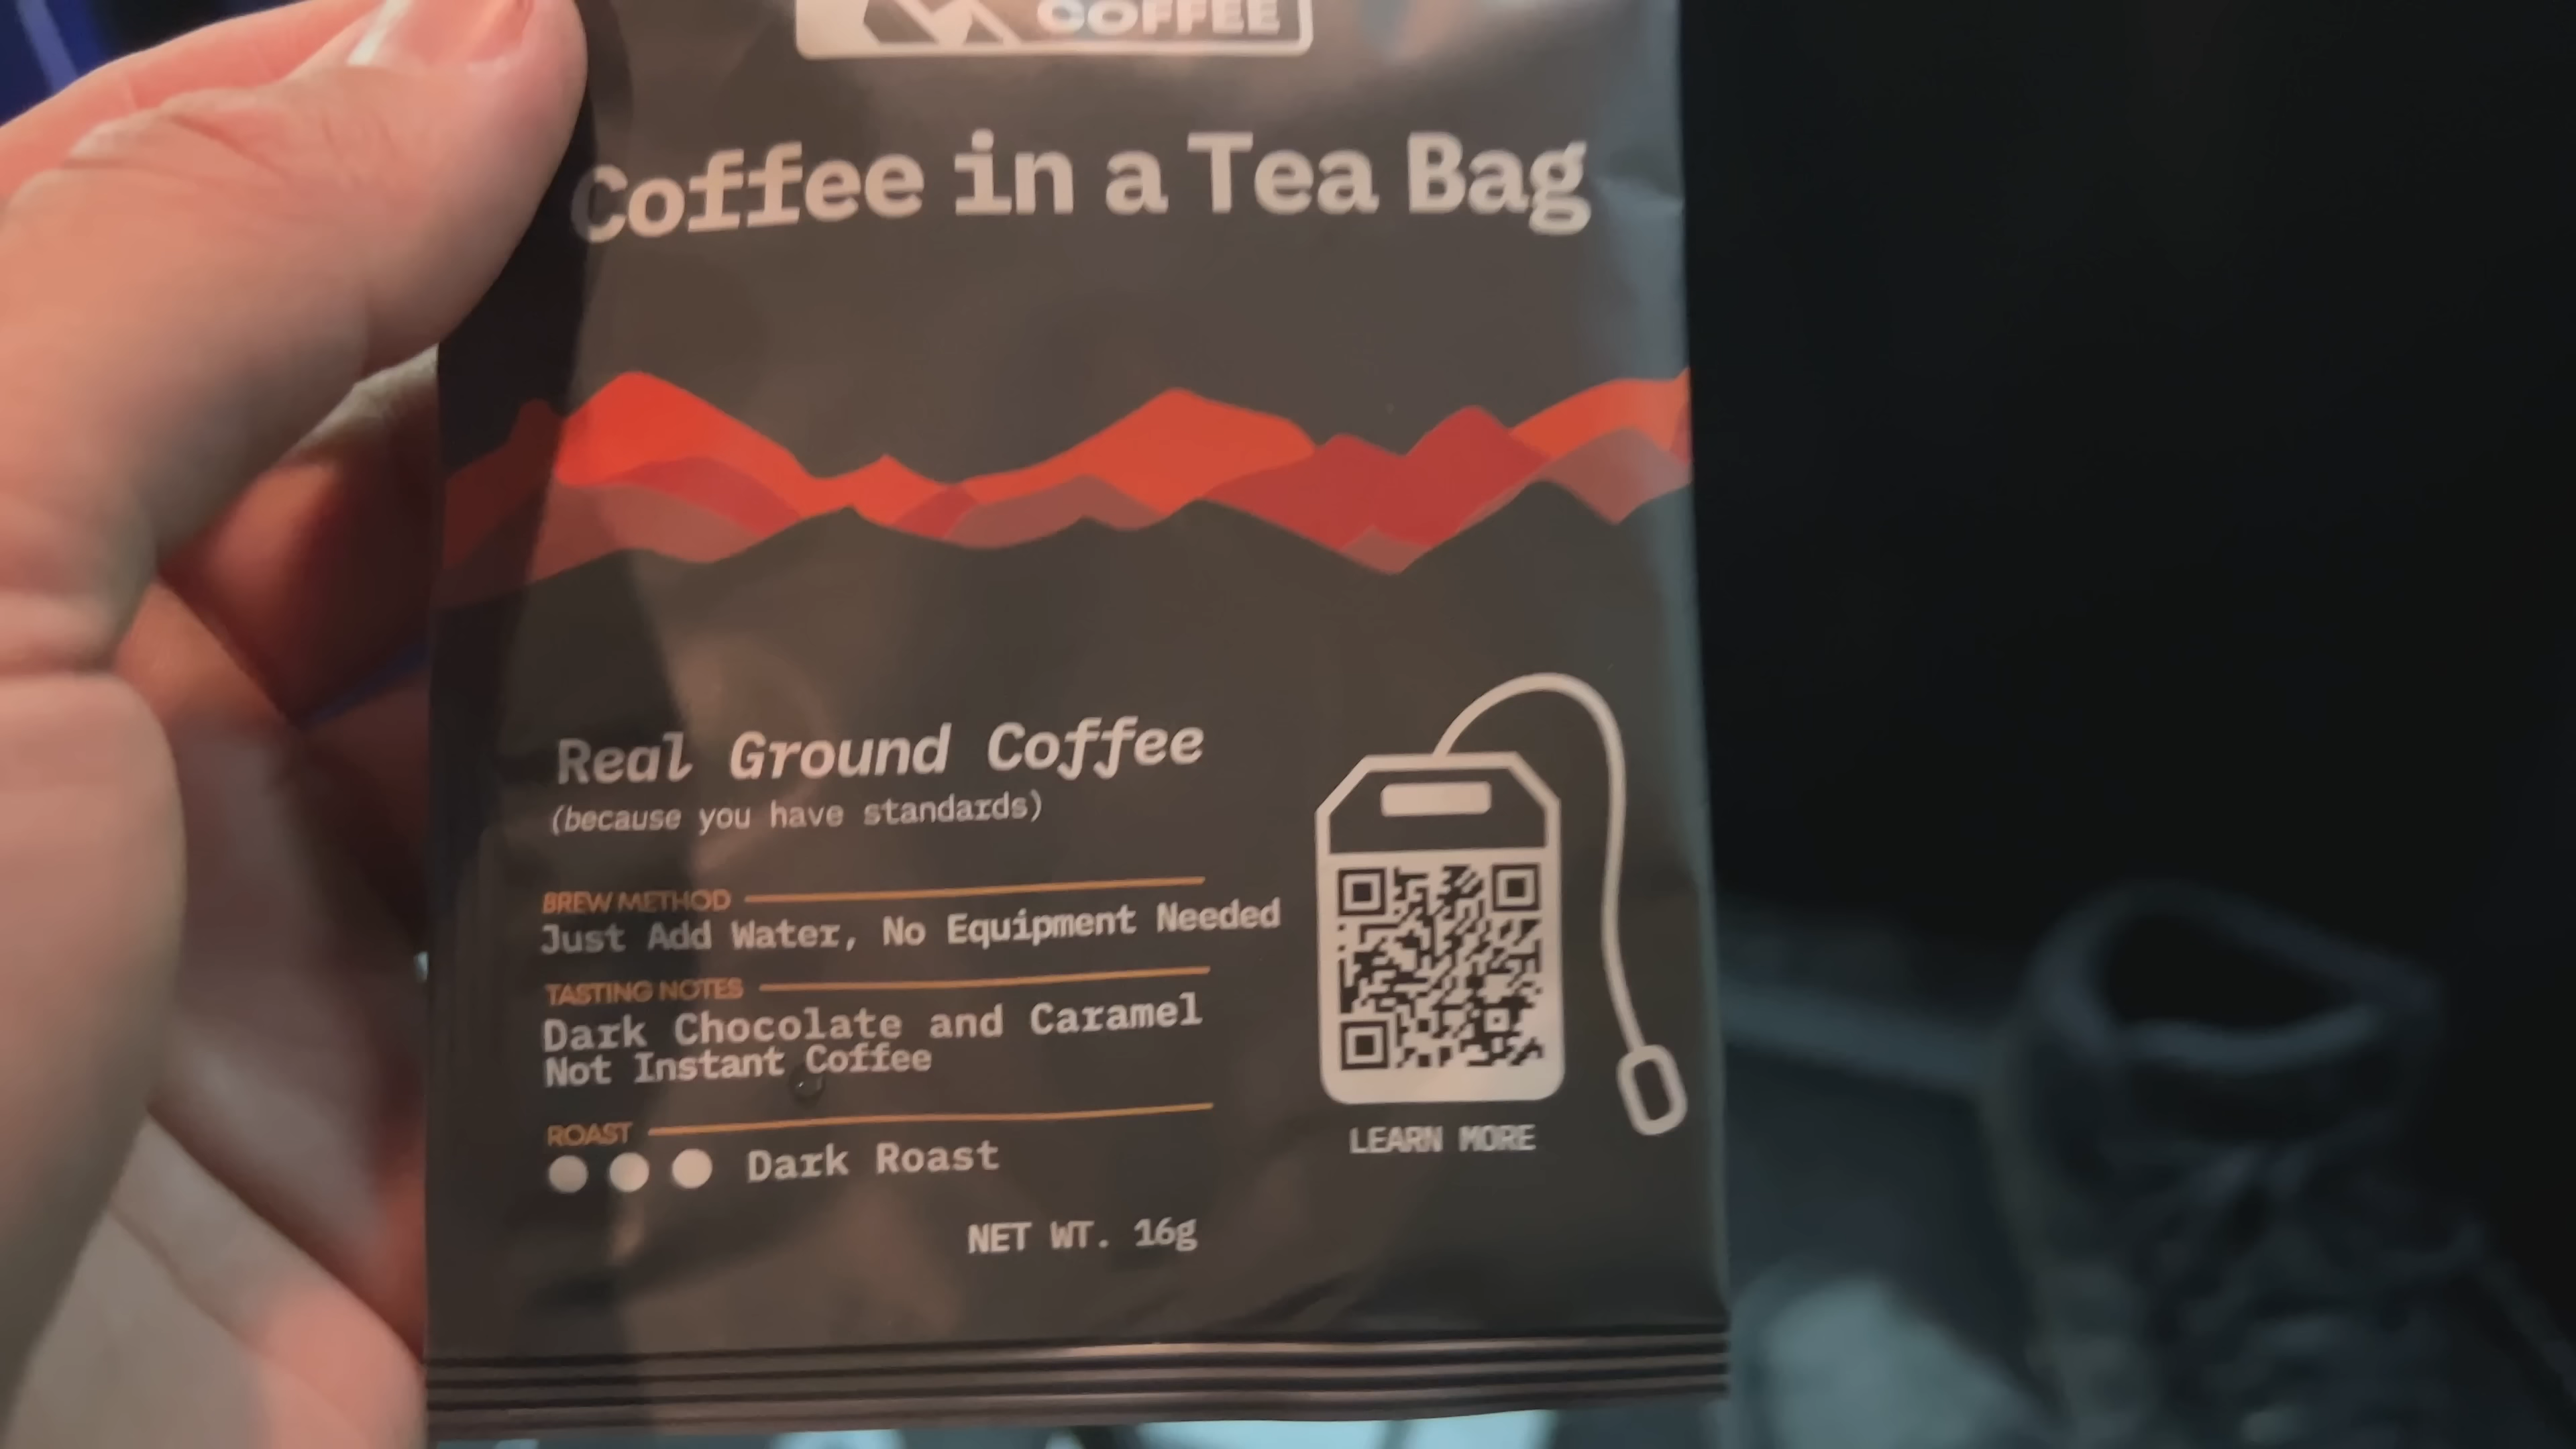 COFFEE
Coffee in a Tea Bag
Real Ground Coffee
(because you have standards)
BREW METHOD
Just Add Water, No Equipment Needed
TASTING NOTES
Dark Chocolate and Caramel
Not Instant Coffee
ROAST
Dark Roast
NET WT. 16g
LEARN MORE